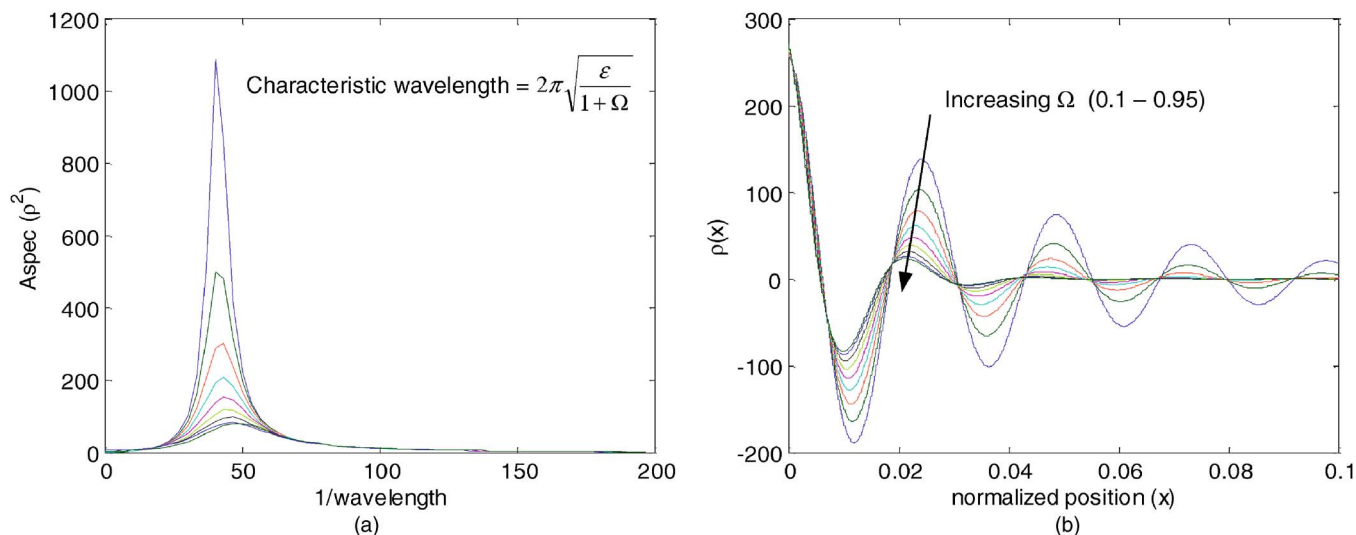 1200
1000
800
600
400
200
0
Aspec (ρ²)
Characteristic wavelength = 2π√(ε/(1+Ω))
0 50 100 150 200
1/wavelength
(a)
300
200
100
0
-100
-200
ρ(x)
Increasing Ω (0.1 – 0.95)
0 0.02 0.04 0.06 0.08 0.1
normalized position (x)
(b)